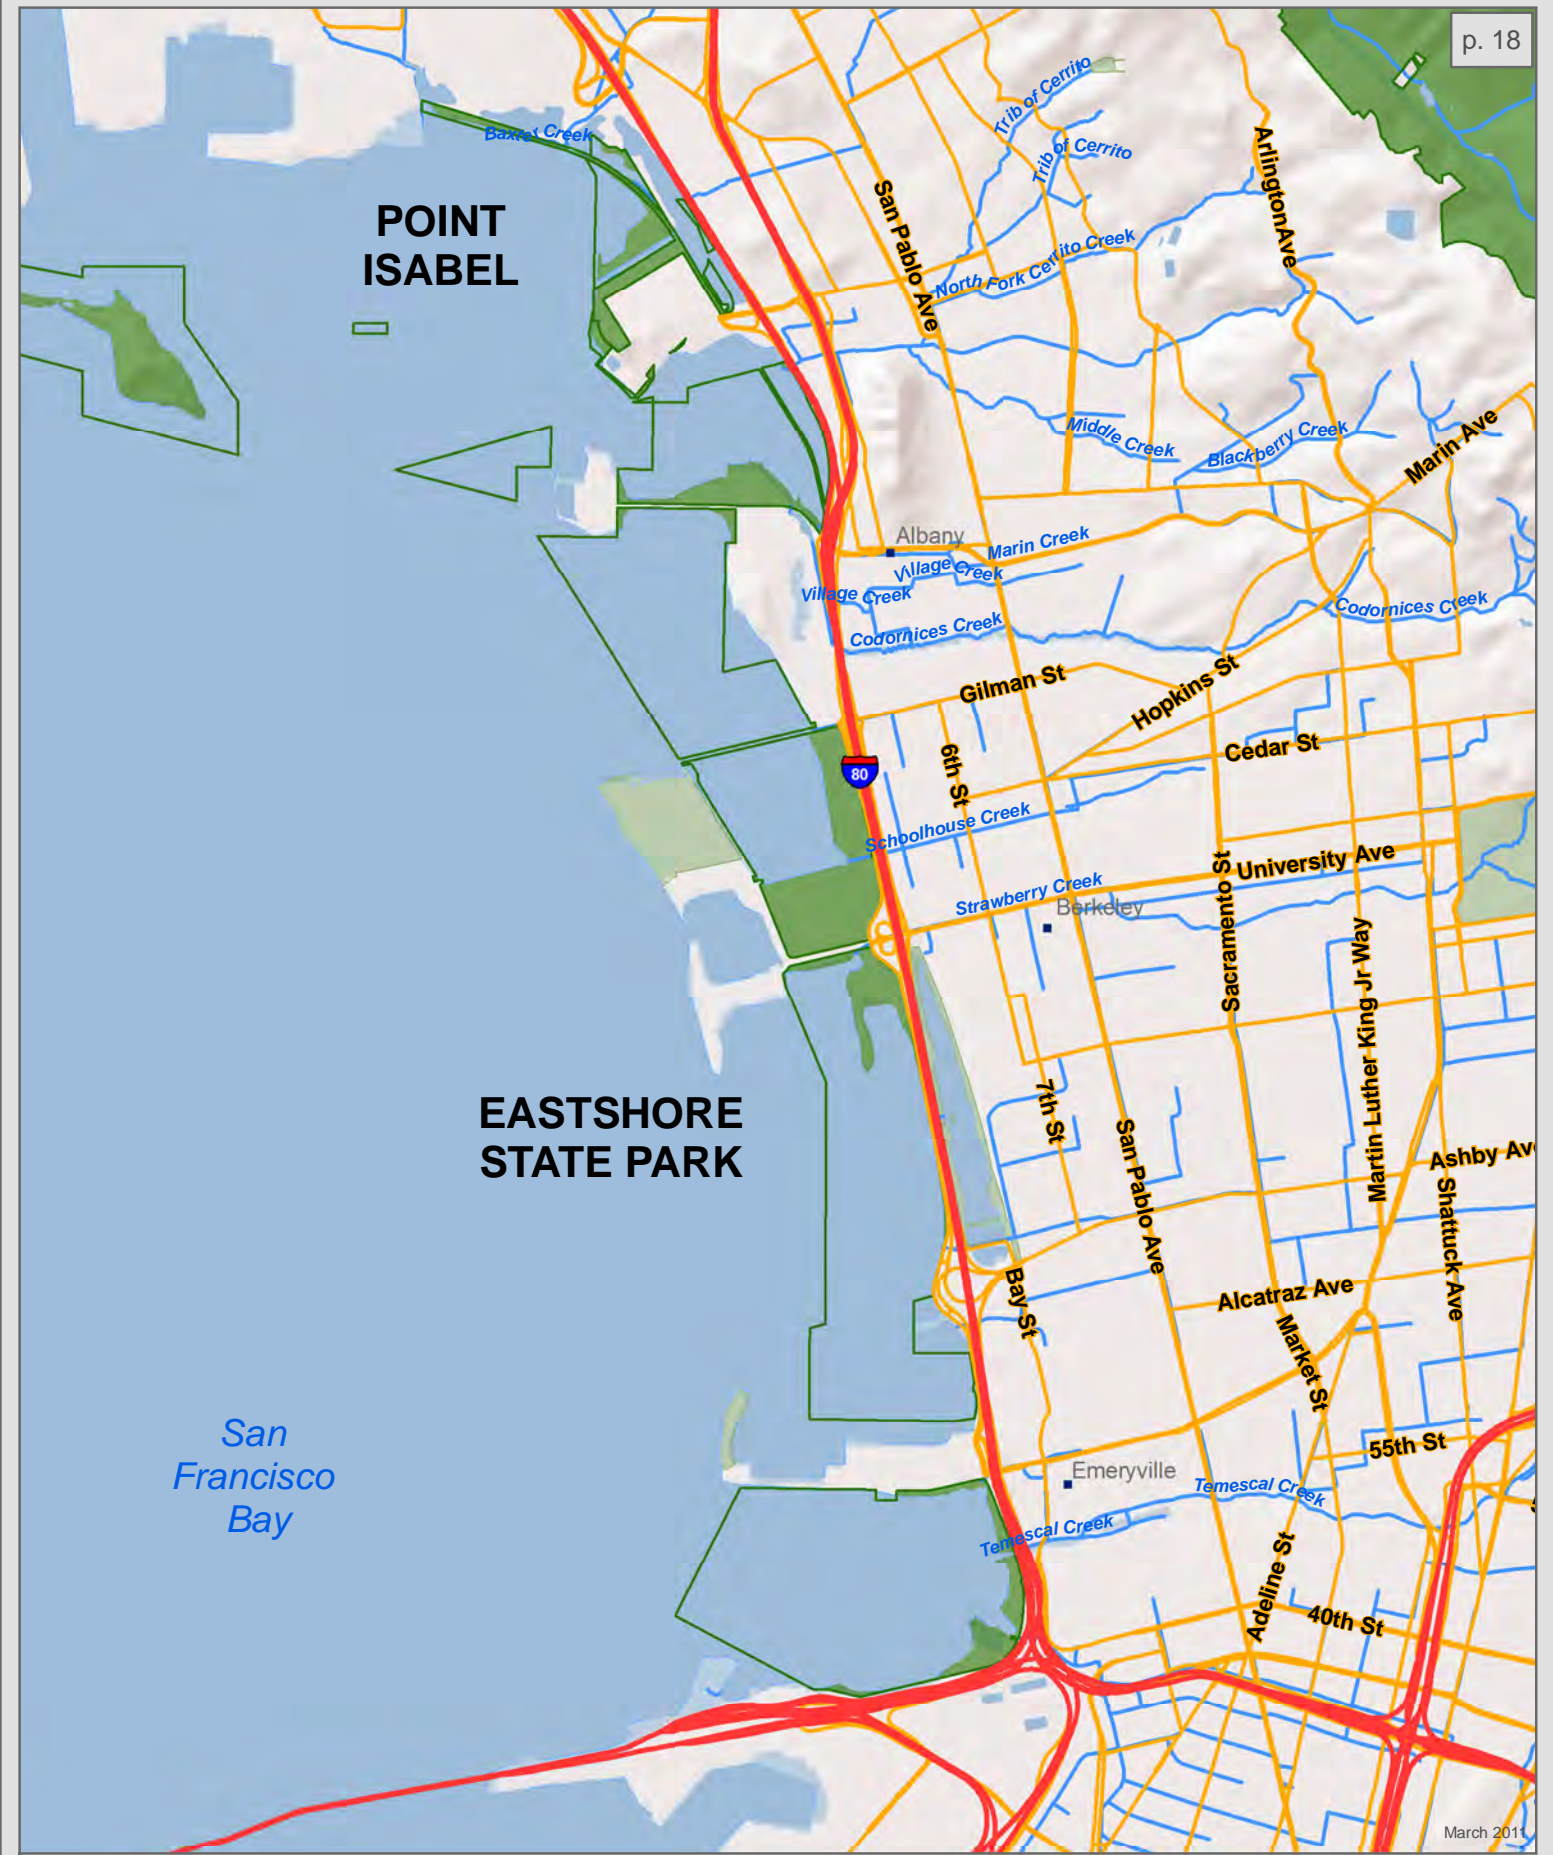 p. 18
Trib of Cerrito
Baxter Creek
Trib of Cerrito
ArlingtonAve
POINT
ISABEL
San Pablo Ave
North Fork Cerrito Creek
Middle Creek
Blackberry Creek
Marin Ave
Albany
Marin Creek
Village Creek
Village Creek
Codornices Creek
Codornices Creek
Gilman St
Hopkins St
Cedar St
6th St
80
Schoolhouse Creek
University Ave
Strawberry Creek
Berkeley
Sacramento St
Martin Luther King Jr Way
EASTSHORE
STATE PARK
7th St
San Pablo Ave
Ashby Av
Shattuck Ave
Bay St
Alcatraz Ave
Market St
San
Francisco
Bay
55th St
Emeryville
Temescal Creek
Temescal Creek
Adeline St
40th St
March 2011